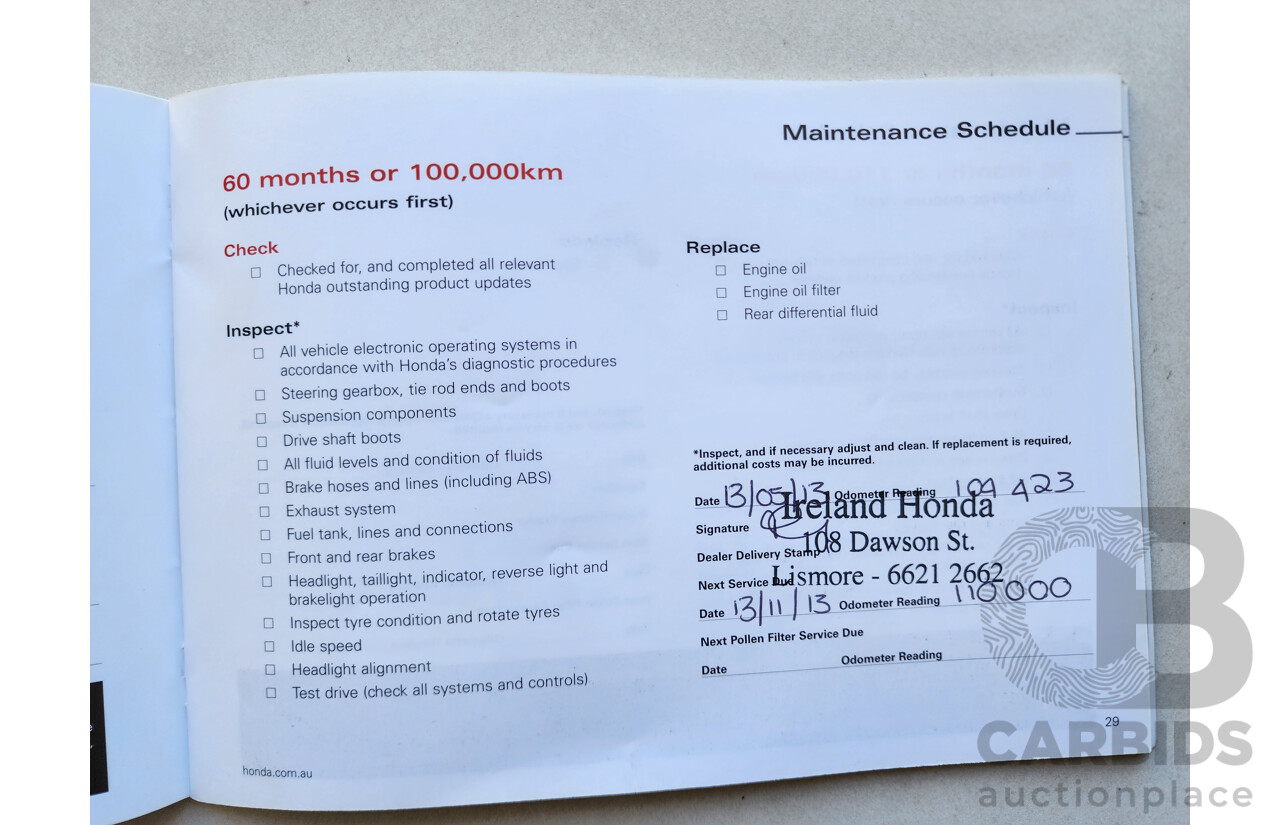 Maintenance Schedule
60 months or 100,000km
(whichever occurs first)
Check
Checked for, and completed all relevant
Honda outstanding product updates
Inspect*
All vehicle electronic operating systems in
accordance with Honda's diagnostic procedures
Steering gearbox, tie rod ends and boots
Suspension components
Drive shaft boots
All fluid levels and condition of fluids
Brake hoses and lines (including ABS)
Exhaust system
Fuel tank, lines and connections
Front and rear brakes
Headlight, taillight, indicator, reverse light and
brakelight operation
Inspect tyre condition and rotate tyres
Idle speed
Headlight alignment
Test drive (check all systems and controls)
honda.com.au
Replace
Engine oil
Engine oil filter
Rear differential fluid
*Inspect, and if necessary adjust and clean. If replacement is required,
additional costs may be incurred.
Date 13/05/13 Odometer Reading 104 423
Ireland Honda
Signature
108 Dawson St.
Dealer Delivery Stamp
Lismore - 6621 2662
Next Service Due
Date 13/11/13 Odometer Reading 110000
Next Pollen Filter Service Due
Date Odometer Reading
29
CB
CARBIDS
auctionplace